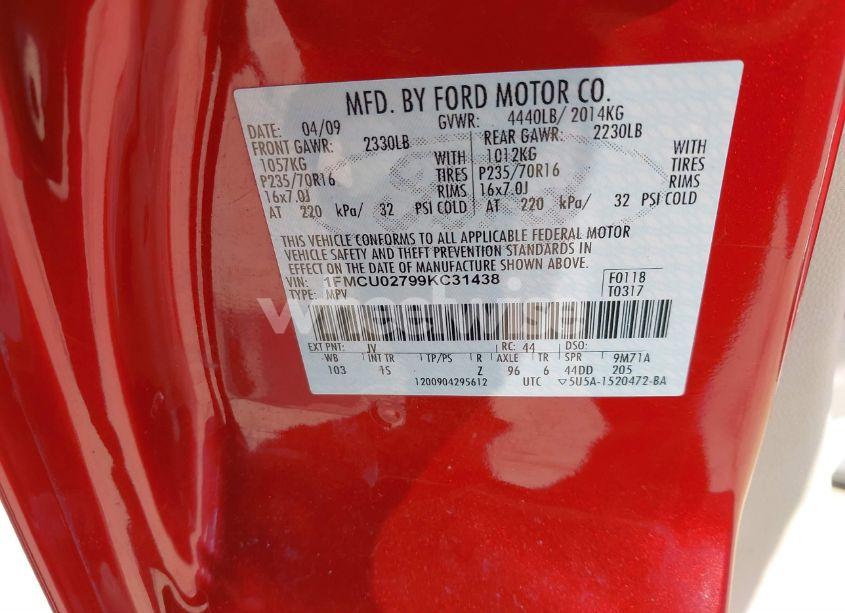 MFD. BY FORD MOTOR CO.
DATE: 04/09 GVWR: 4440LB/ 2014KG
FRONT GAWR: 2330LB REAR GAWR: 2230LB
1057KG WITH 1012KG WITH
P235/70R16 TIRES P235/70R16 TIRES
16x7.0J RIMS 16x7.0J RIMS
AT 220 kPa/ 32 PSI COLD AT 220 kPa/ 32 PSI COLD
THIS VEHICLE CONFORMS TO ALL APPLICABLE FEDERAL MOTOR
VEHICLE SAFETY AND THEFT PREVENTION STANDARDS IN
EFFECT ON THE DATE OF MANUFACTURE SHOWN ABOVE.
VIN: 1FMCU02799KC31438 F0118
TYPE: MPV T0317
wheelwise
EXT PNT: JV RC: 44 DSO:
WB INT TR TP/PS R AXLE TR SPR 9M71A
103 1S Z 96 6 44DD 205
1200904295612 UTC ▽5U5A-1520472-BA